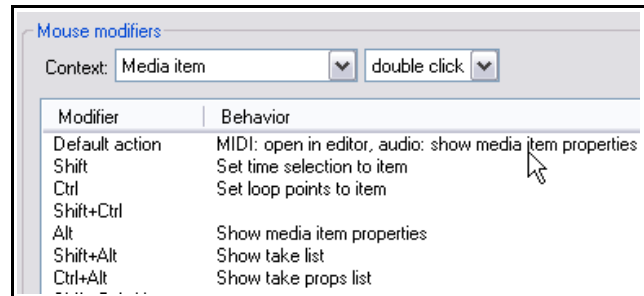 Mouse modifiers
Context: Media item double click
Modifier Behavior
Default action MIDI: open in editor, audio: show media item properties
Shift Set time selection to item
Ctrl Set loop points to item
Shift+Ctrl
Alt Show media item properties
Shift+Alt Show take list
Ctrl+Alt Show take props list